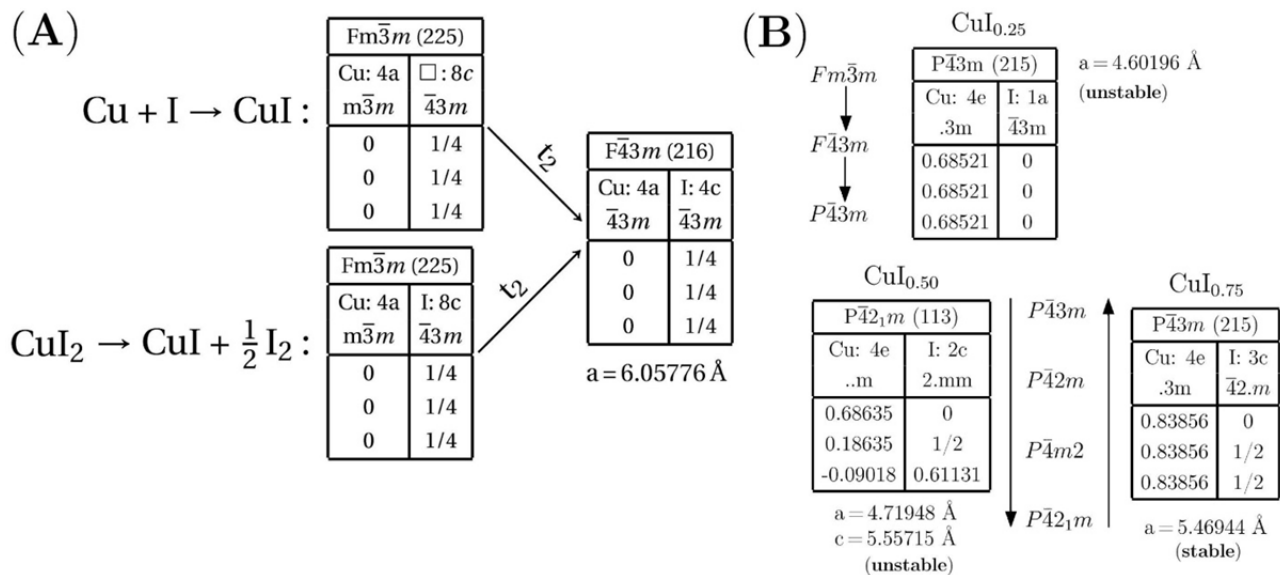 (A)
Cu + I → CuI :
Fm3̅m (225)
Cu: 4a □ : 8c
m3̅m 4̅3m
0 1/4
0 1/4
0 1/4
t₂
F4̅3m (216)
Cu: 4a I: 4c
4̅3m 4̅3m
0 1/4
0 1/4
0 1/4
a = 6.05776 Å
CuI₂ → CuI + ½ I₂ :
Fm3̅m (225)
Cu: 4a I: 8c
m3̅m 4̅3m
0 1/4
0 1/4
0 1/4
t₂
(B)
Fm3̅m
F4̅3m
P4̅3m
CuI₀.₂₅
P4̅3m (215)
Cu: 4e I: 1a
.3m 4̅3m
0.68521 0
0.68521 0
0.68521 0
a = 4.60196 Å
(unstable)
CuI₀.₅₀
P4̅2₁m (113)
Cu: 4e I: 2c
..m 2.mm
0.68635 0
0.18635 1/2
-0.09018 0.61131
a = 4.71948 Å
c = 5.55715 Å
(unstable)
P4̅3m
P4̅2m
P4̅m2
P4̅2₁m
CuI₀.₇₅
P4̅3m (215)
Cu: 4e I: 3c
.3m 4̅2.m
0.83856 0
0.83856 1/2
0.83856 1/2
a = 5.46944 Å
(stable)